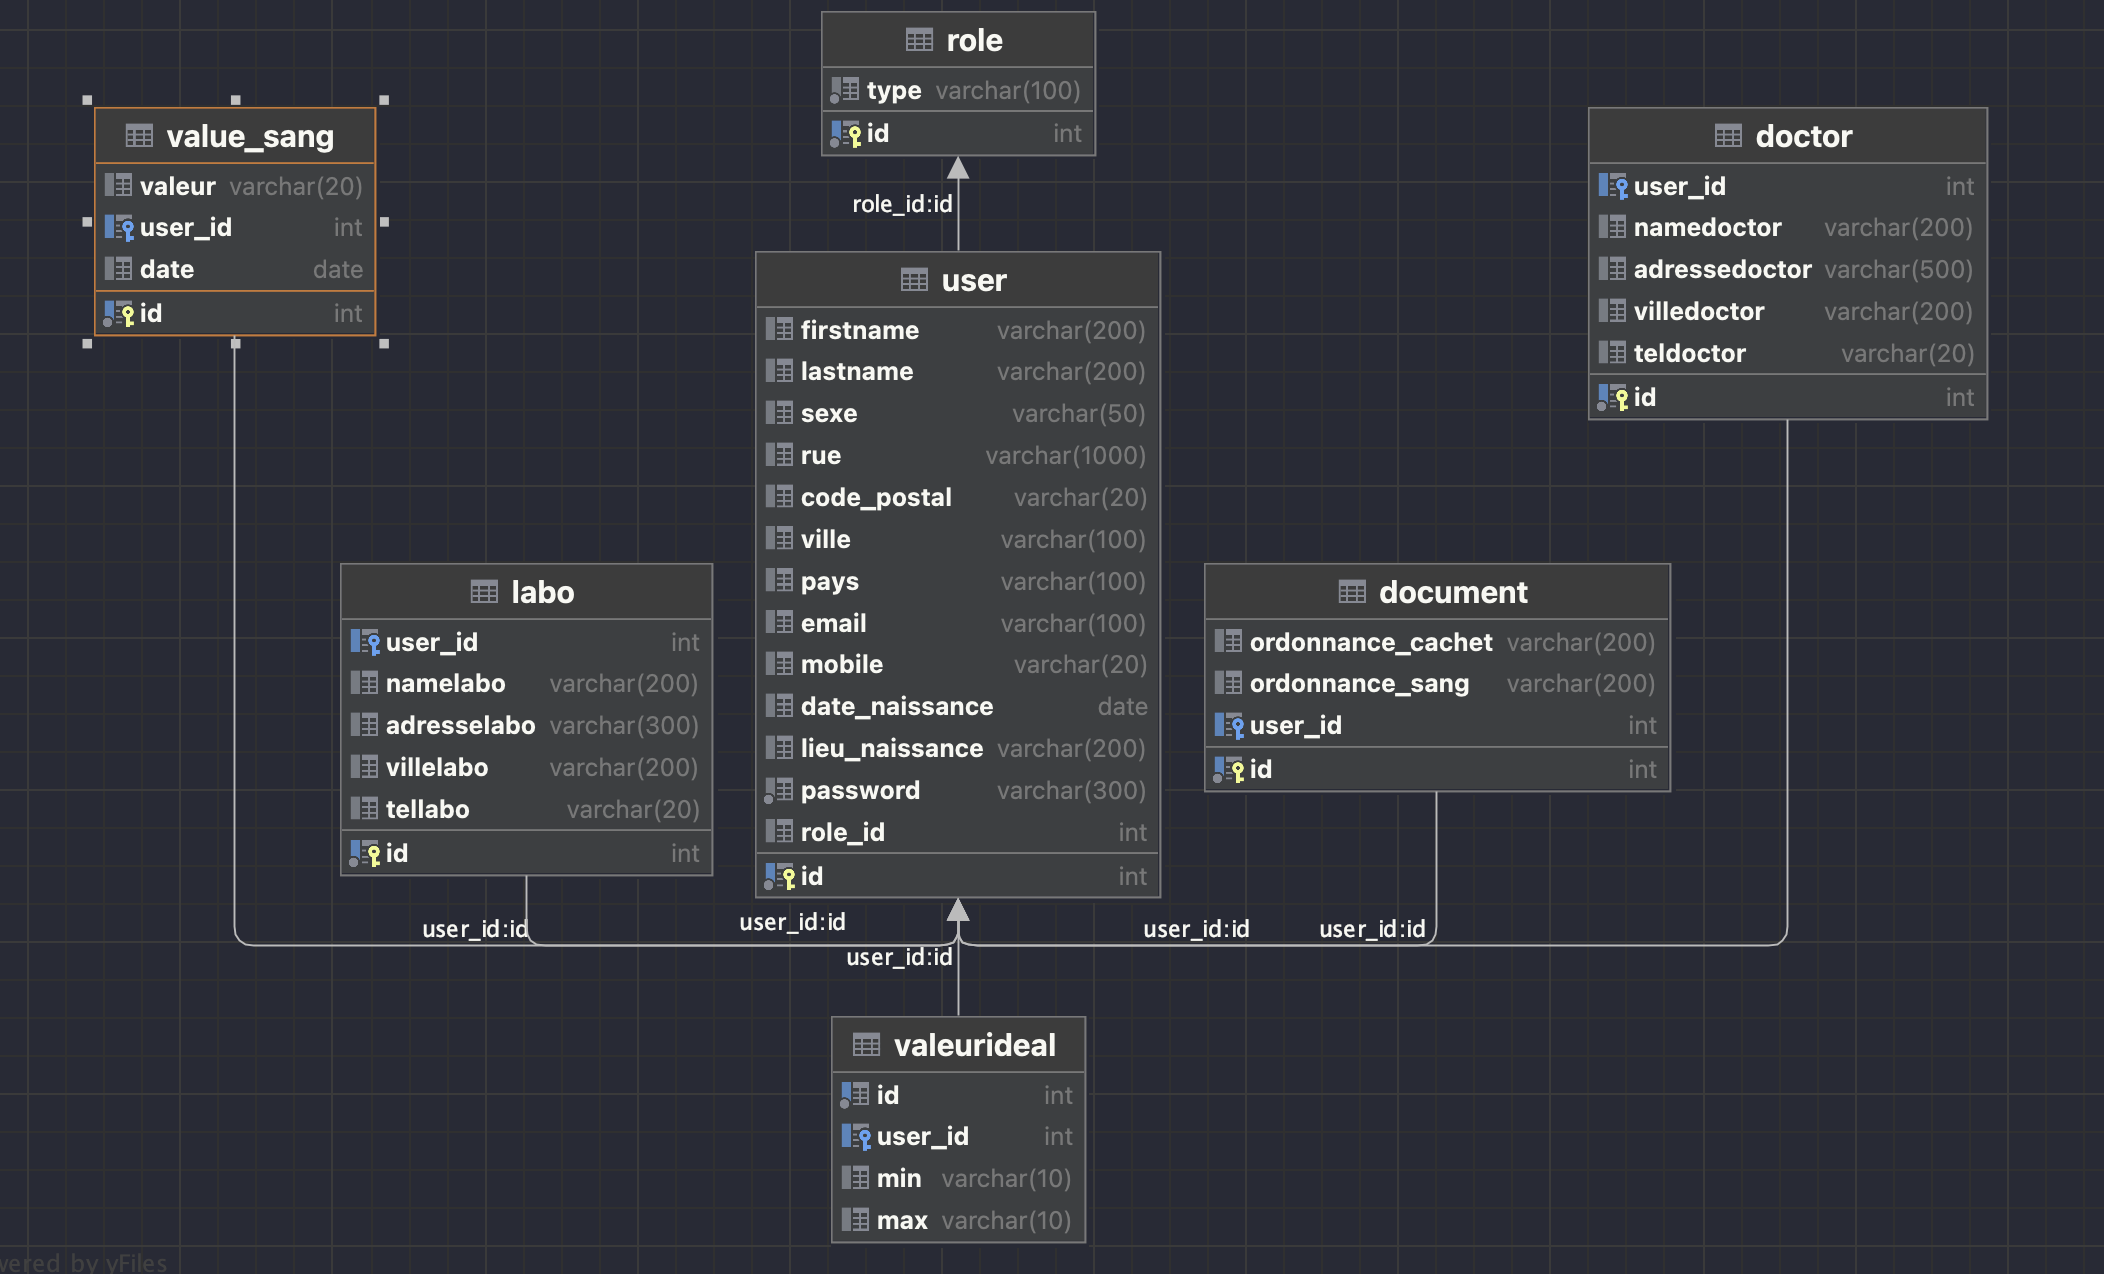 role
type varchar(100)
id int
value_sang
valeur varchar(20)
user_id int
date date
id int
doctor
user_id int
namedoctor varchar(200)
adressedoctor varchar(500)
villedoctor varchar(200)
teldoctor varchar(20)
id int
role_id:id
user
firstname varchar(200)
lastname varchar(200)
sexe varchar(50)
rue varchar(1000)
code_postal varchar(20)
ville varchar(100)
pays varchar(100)
email varchar(100)
mobile varchar(20)
date_naissance date
lieu_naissance varchar(200)
password varchar(300)
role_id int
id int
labo
user_id int
namelabo varchar(200)
adresselabo varchar(300)
villelabo varchar(200)
tellabo varchar(20)
id int
document
ordonnance_cachet varchar(200)
ordonnance_sang varchar(200)
user_id int
id int
user_id:id
user_id:id
user_id:id
user_id:id
user_id:id
valeurideal
id int
user_id int
min varchar(10)
max varchar(10)
wered by yFiles